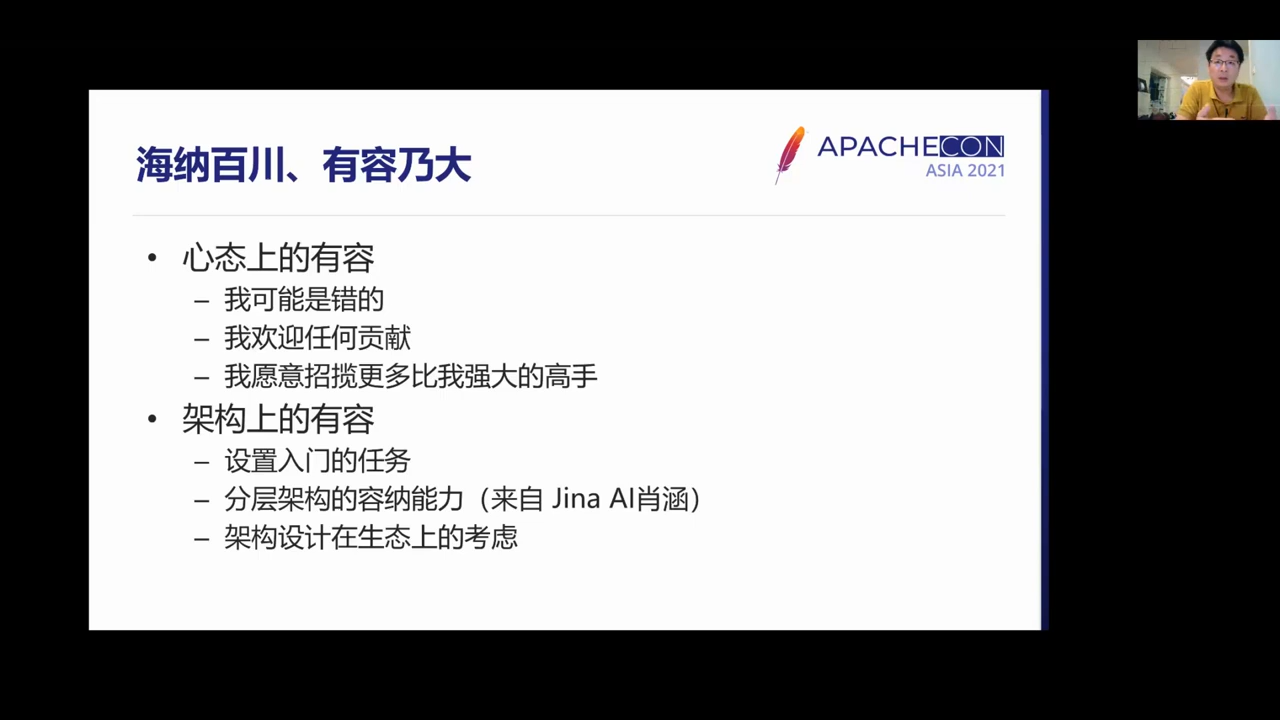 海纳百川、有容乃大
APACHECON
ASIA 2021
• 心态上的有容
– 我可能是错的
– 我欢迎任何贡献
– 我愿意招揽更多比我强大的高手
• 架构上的有容
– 设置入门的任务
– 分层架构的容纳能力（来自 Jina AI肖涵）
– 架构设计在生态上的考虑